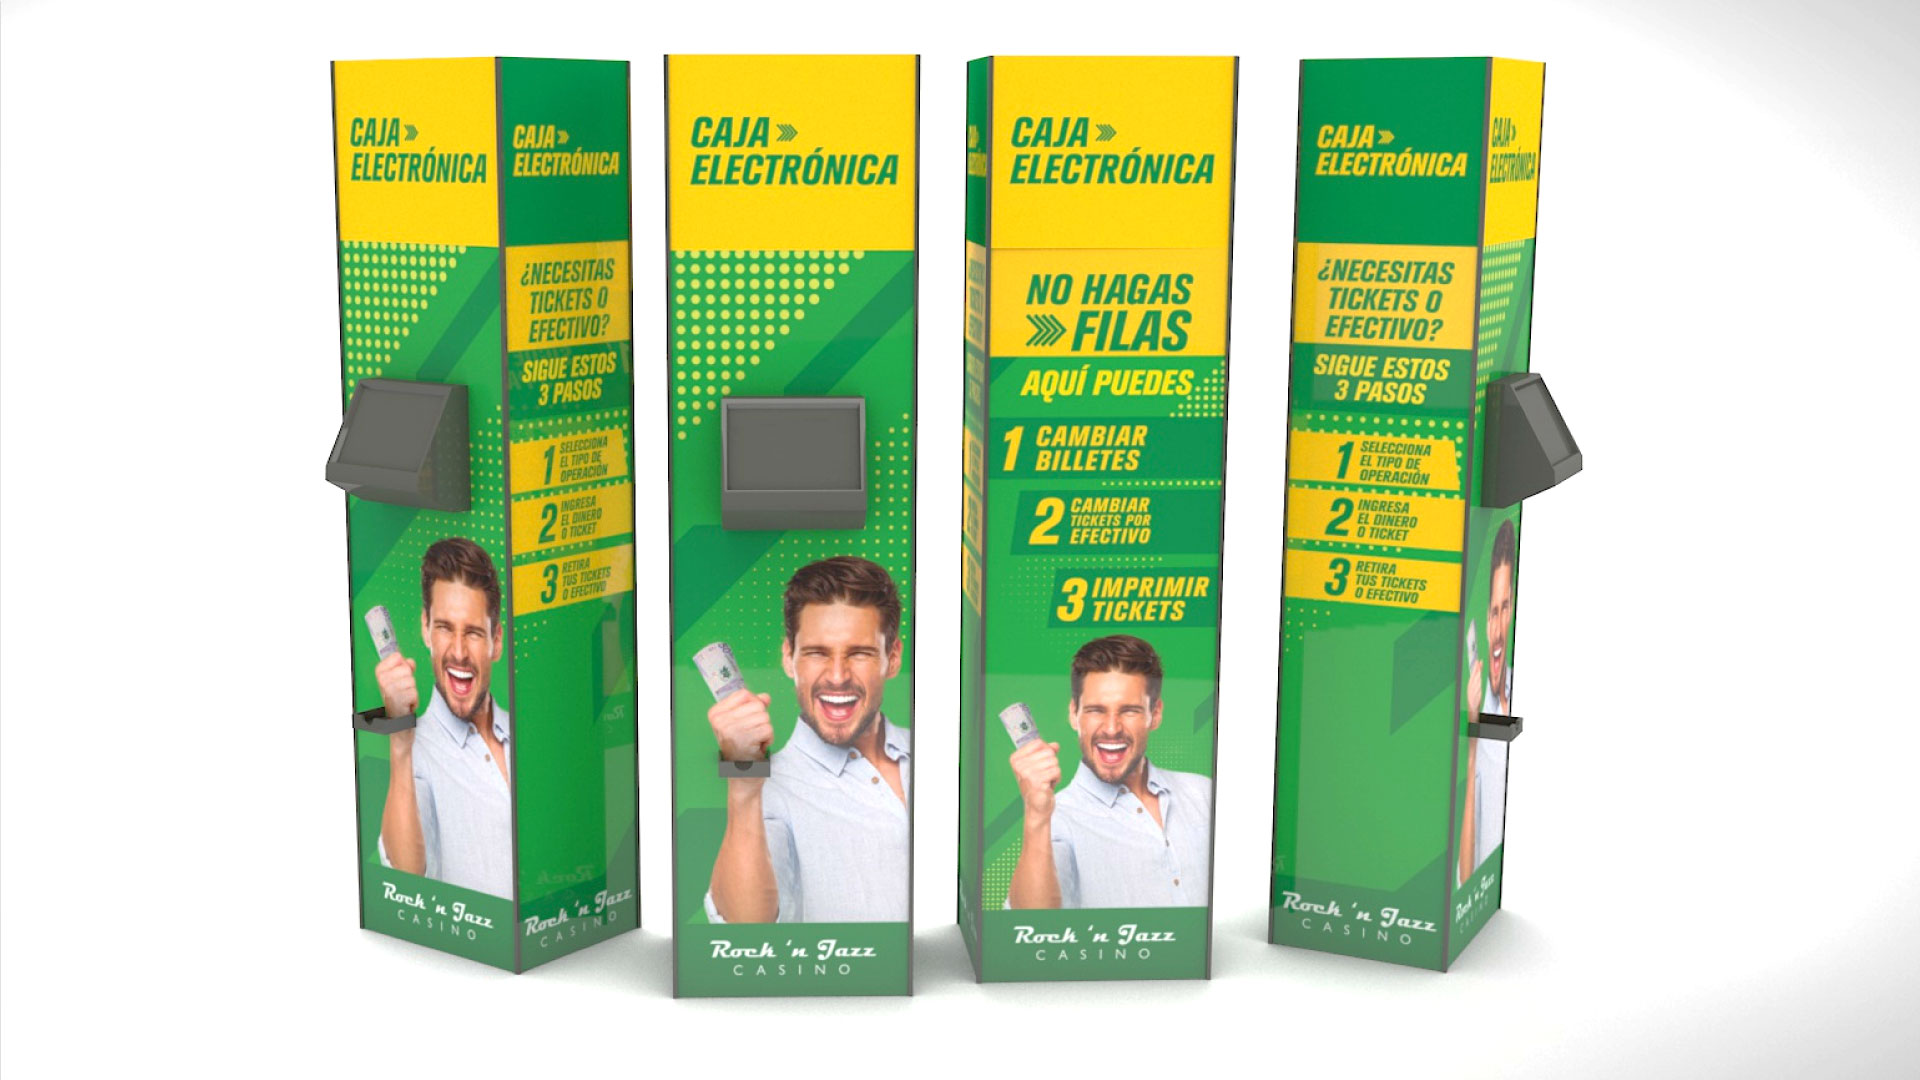 CAJA
ELECTRÓNICA
CAJA
ELECTRÓNICA
¿NECESITAS
TICKETS O
EFECTIVO?
SIGUE ESTOS
3 PASOS
1 SELECCIONA
EL TIPO DE
OPERACIÓN
2 INGRESA
EL DINERO
O TICKET
3 RETIRA
TUS TICKETS
O EFECTIVO
Rock 'n Jazz
CASINO
Rock 'n Jazz
CASINO
CAJA
ELECTRÓNICA
Rock 'n Jazz
CASINO
CAJA
ELECTRÓNICA
NO HAGAS
FILAS
AQUÍ PUEDES
1 CAMBIAR
BILLETES
2 CAMBIAR
TICKETS POR
EFECTIVO
3 IMPRIMIR
TICKETS
Rock 'n Jazz
CASINO
CAJA
ELECTRÓNICA
¿NECESITAS
TICKETS O
EFECTIVO?
SIGUE ESTOS
3 PASOS
1 SELECCIONA
EL TIPO DE
OPERACIÓN
2 INGRESA
EL DINERO
O TICKET
3 RETIRA
TUS TICKETS
O EFECTIVO
Rock 'n Jazz
CASINO
CAJA
ELECTRÓNICA
Rock 'n Jazz
CASINO